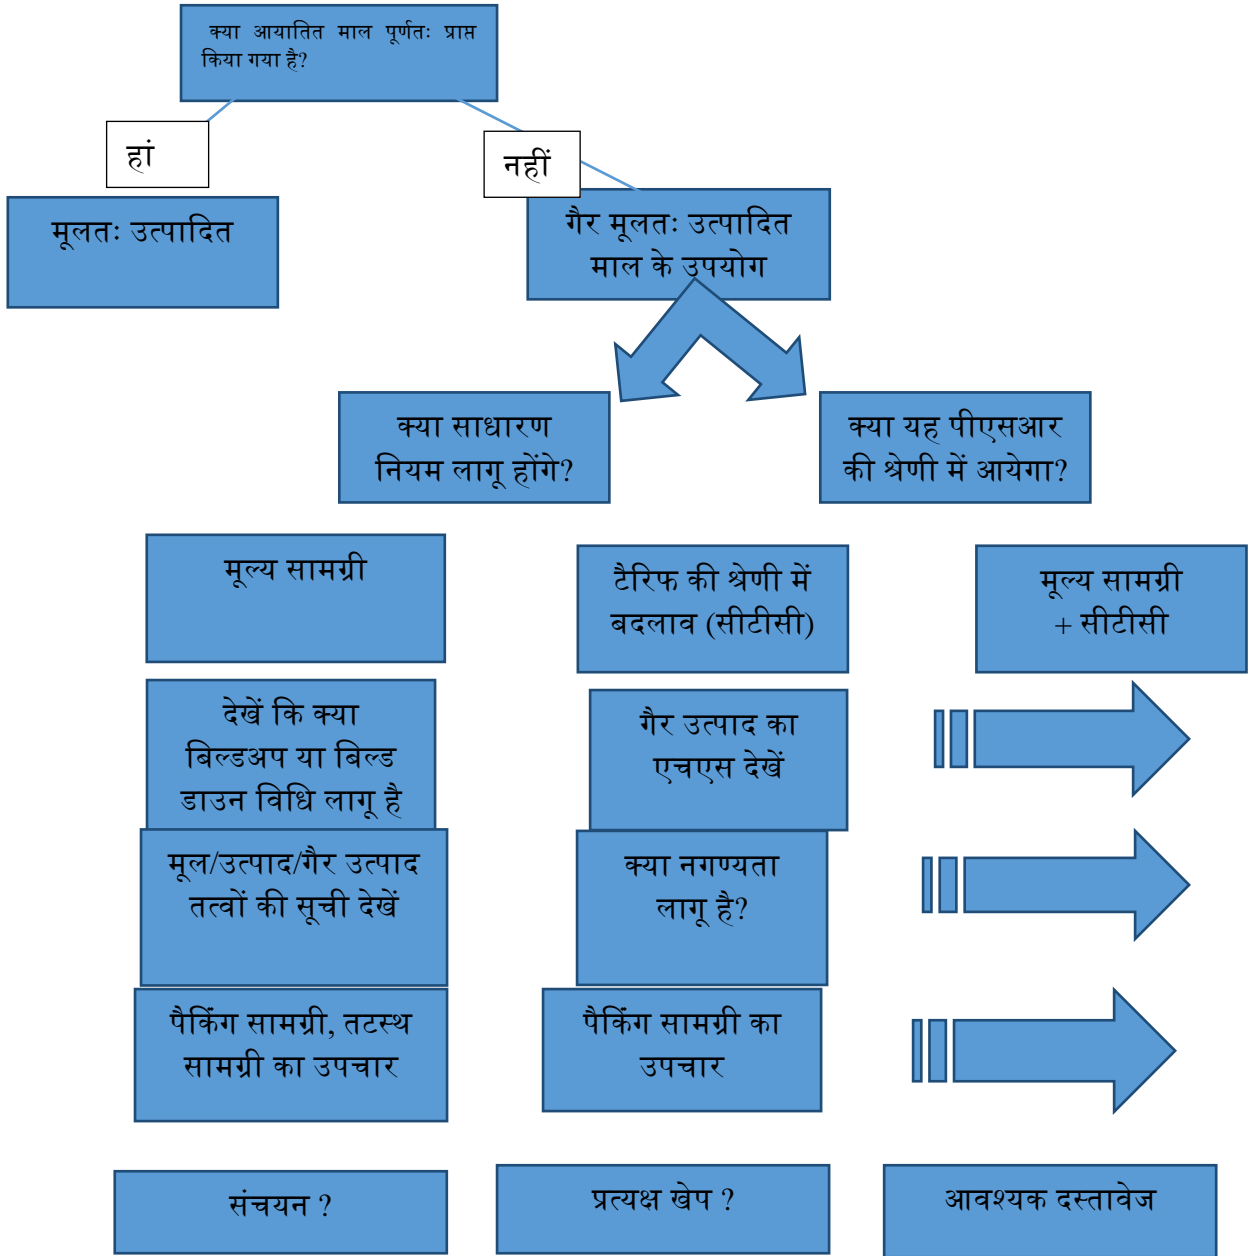 क्या आयातित माल पूर्णतः प्राप्त
किया गया है?
हां
नहीं
मूलतः उत्पादित
गैर मूलतः उत्पादित
माल के उपयोग
क्या साधारण
नियम लागू होंगे?
क्या यह पीएसआर
की श्रेणी में आयेगा?
मूल्य सामग्री
टैरिफ की श्रेणी में
बदलाव (सीटीसी)
मूल्य सामग्री
+ सीटीसी
देखें कि क्या
बिल्डअप या बिल्ड
डाउन विधि लागू है
गैर उत्पाद का
एचएस देखें
मूल/उत्पाद/गैर उत्पाद
तत्वों की सूची देखें
क्या नगण्यता
लागू है?
पैकिंग सामग्री, तटस्थ
सामग्री का उपचार
पैकिंग सामग्री का
उपचार
संचयन ?
प्रत्यक्ष खेप ?
आवश्यक दस्तावेज